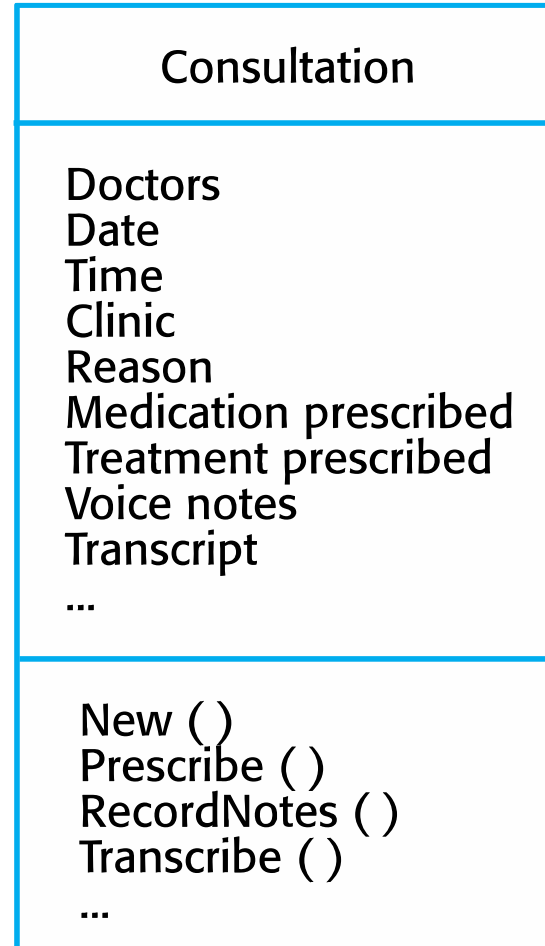 Consultation
Doctors
Date
Time
Clinic
Reason
Medication prescribed
Treatment prescribed
Voice notes
Transcript
...
New ( )
Prescribe ( )
RecordNotes ( )
Transcribe ( )
...